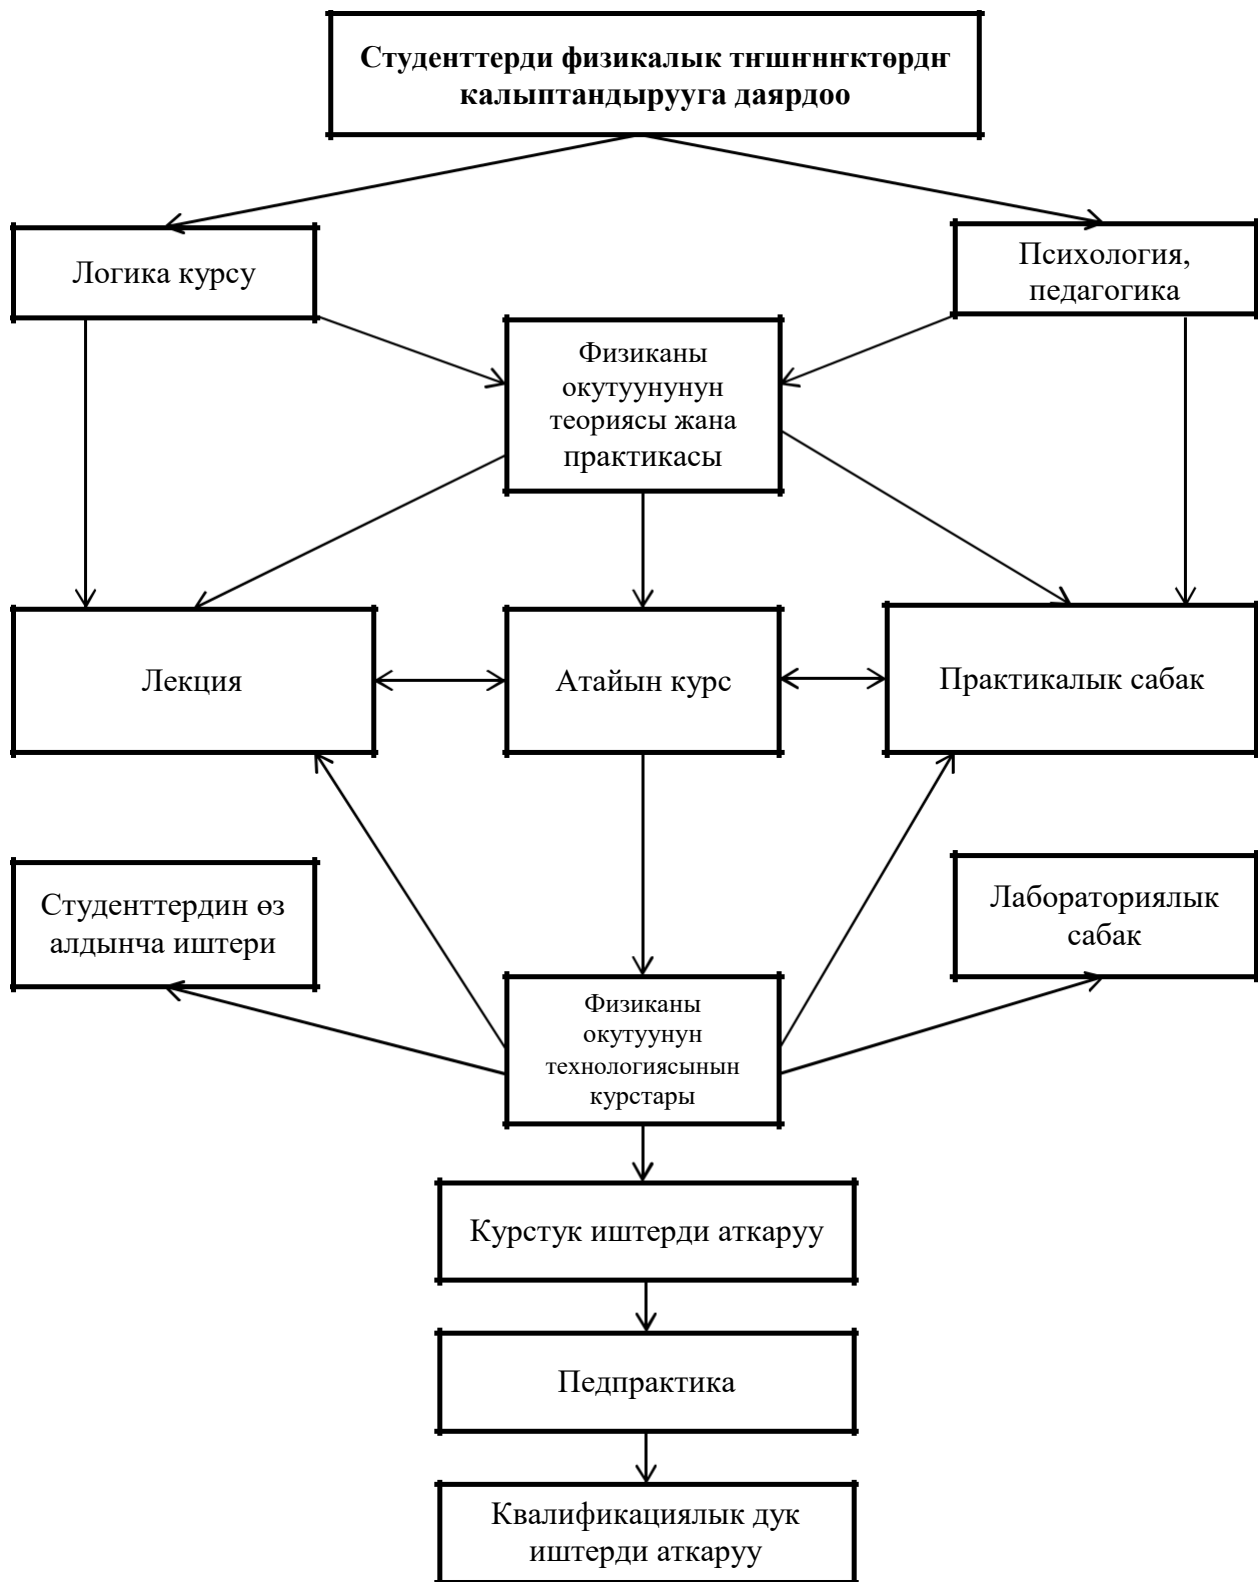 Студенттерди физикалык тңшңнңктөрдң
калыптандырууга даярдоо
Логика курсу
Психология,
педагогика
Физиканы
окутуунунун
теориясы жана
практикасы
Лекция
Атайын курс
Практикалык сабак
Студенттердин өз
алдынча иштери
Лабораториялык
сабак
Физиканы
окутуунун
технологиясынын
курстары
Курстук иштерди аткаруу
Педпрактика
Квалификациялык дук
иштерди аткаруу